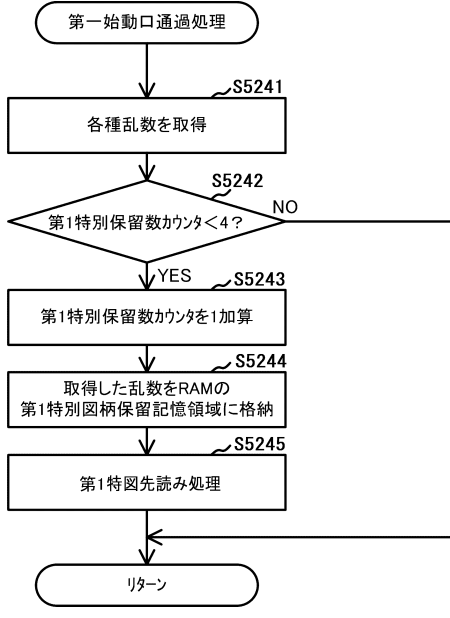 第一始動口通過処理
S5241
各種乱数を取得
S5242
第1特別保留数ｶｳﾝﾀ<4？
NO
YES
S5243
第1特別保留数ｶｳﾝﾀを1加算
S5244
取得した乱数をRAMの
第1特別図柄保留記憶領域に格納
S5245
第1特図先読み処理
ﾘﾀｰﾝ